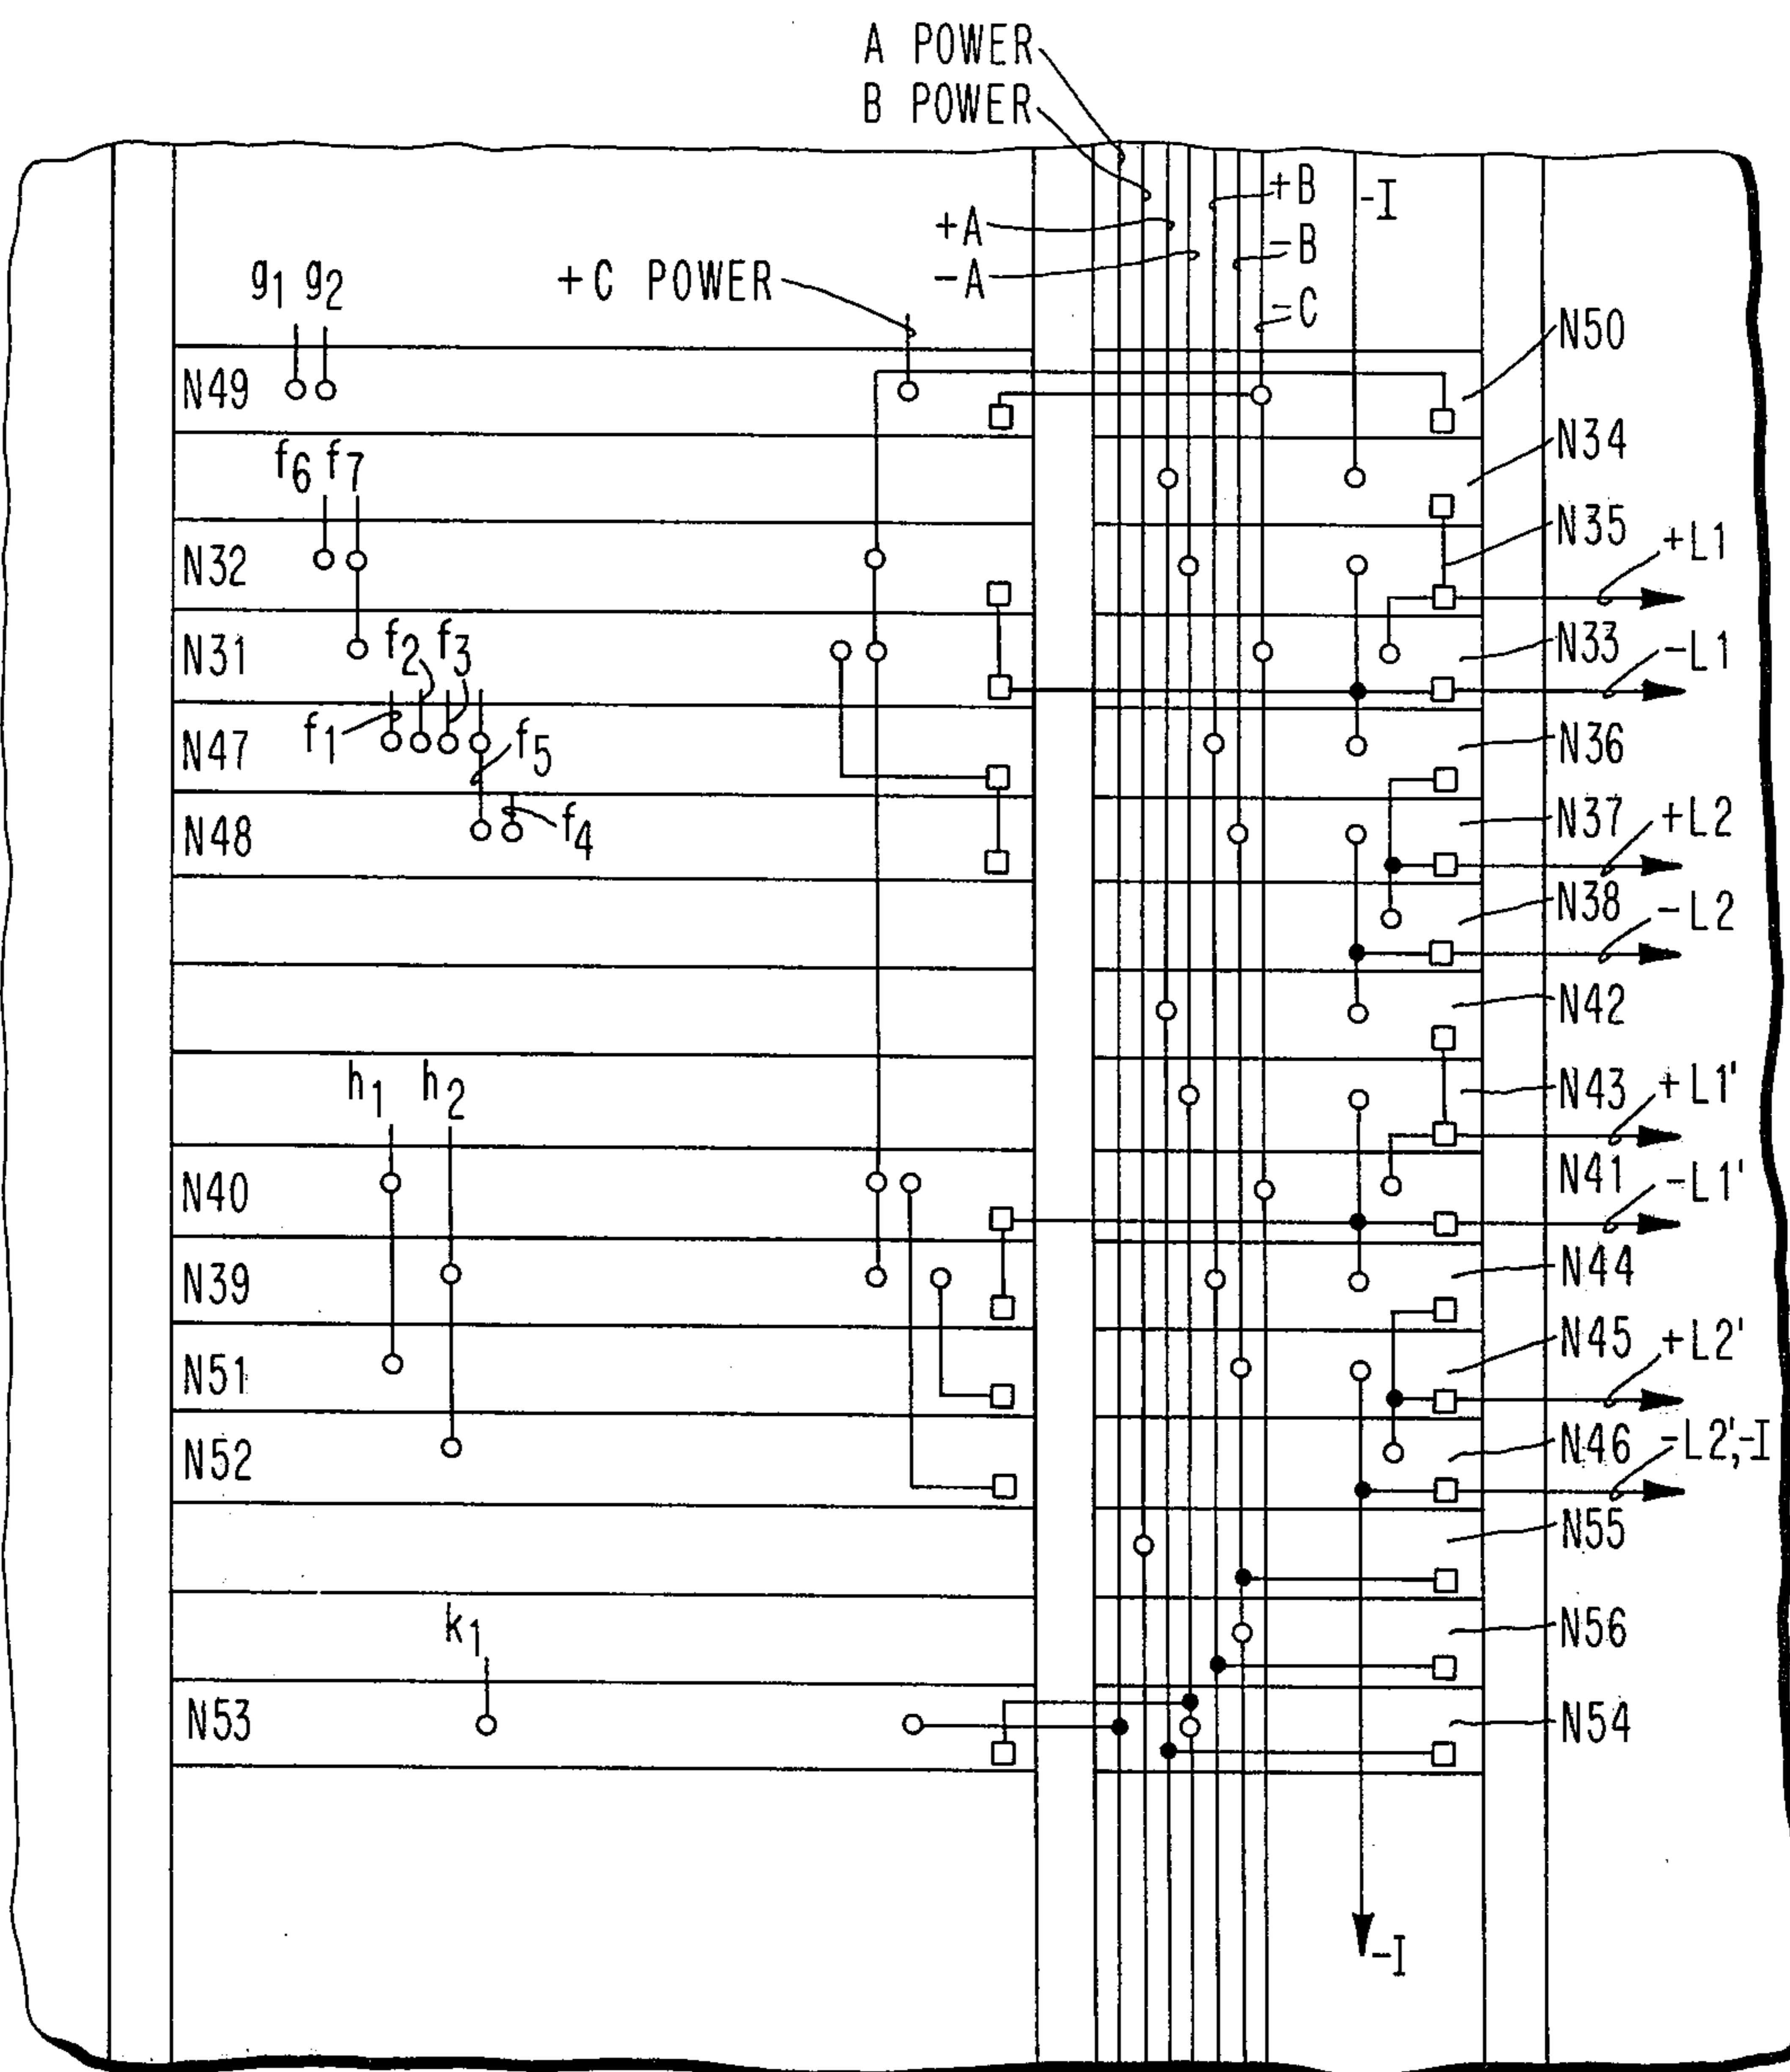 A POWER
B POWER
+B
-I
+A
-B
-A
+C POWER
g1 g2
-C
N50
N49
N34
f6 f7
N35
+L1
N32
N33
-L1
N31
f2 f3
f1
f5
N36
N47
N37
+L2
N48
f4
N38
-L2
N42
h1 h2
N43
+L1'
N40
N41
-L1'
N39
N44
N45
+L2'
N51
N46
-L2',-I
N52
N55
k1
N56
N53
N54
-I